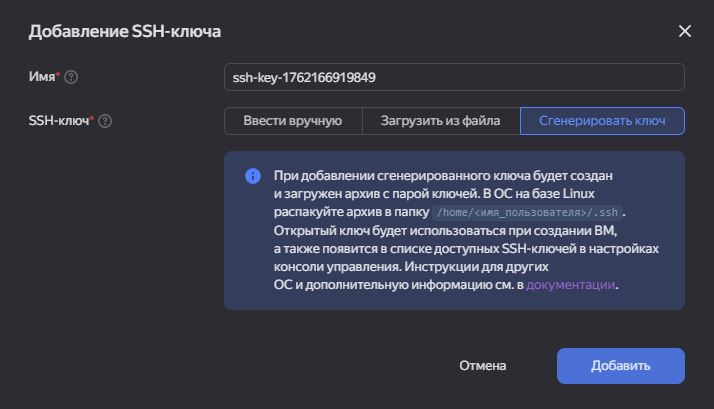 Добавление SSH-ключа
Имя*
ssh-key-1762166919849
SSH-ключ*
Ввести вручную
Загрузить из файла
Сгенерировать ключ
При добавлении сгенерированного ключа будет создан
и загружен архив с парой ключей. В ОС на базе Linux
распакуйте архив в папку /home/<имя_пользователя>/.ssh.
Открытый ключ будет использоваться при создании ВМ,
а также появится в списке доступных SSH-ключей в настройках
консоли управления. Инструкции для других
ОС и дополнительную информацию см. в документации.
Отмена
Добавить